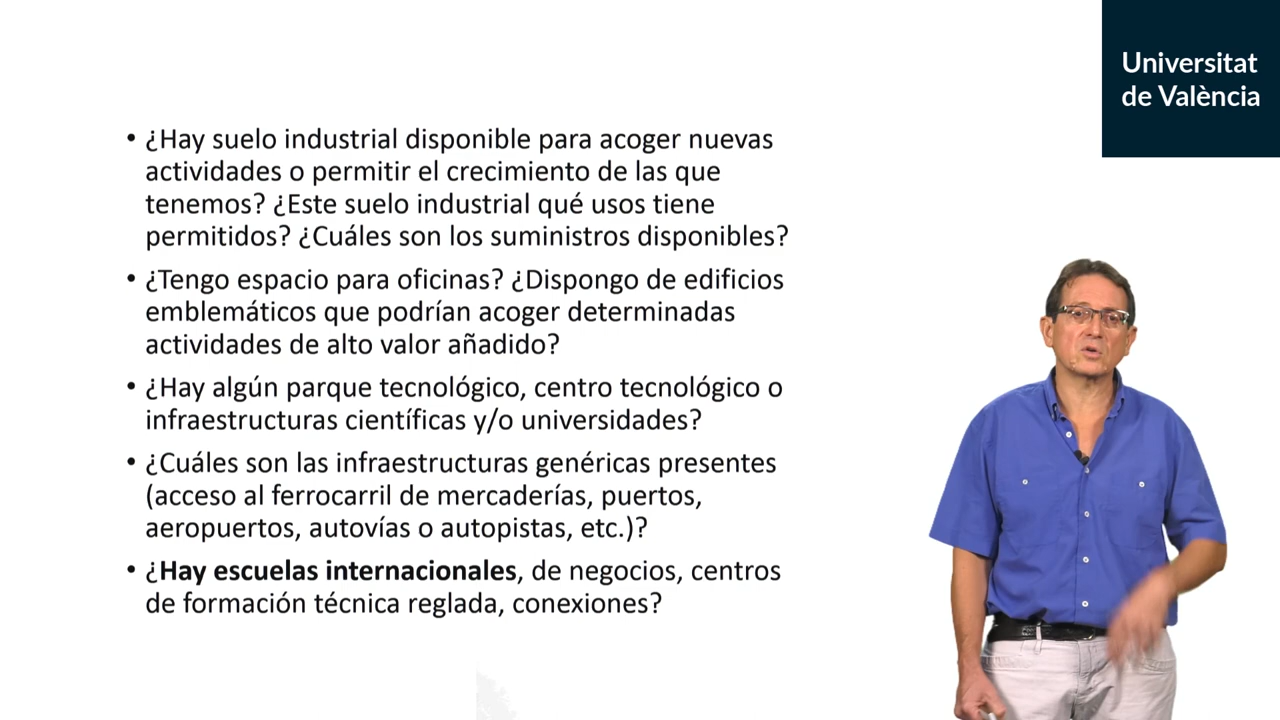 Universitat
de València
• ¿Hay suelo industrial disponible para acoger nuevas
actividades o permitir el crecimiento de las que
tenemos? ¿Este suelo industrial qué usos tiene
permitidos? ¿Cuáles son los suministros disponibles?
• ¿Tengo espacio para oficinas? ¿Dispongo de edificios
emblemáticos que podrían acoger determinadas
actividades de alto valor añadido?
• ¿Hay algún parque tecnológico, centro tecnológico o
infraestructuras científicas y/o universidades?
• ¿Cuáles son las infraestructuras genéricas presentes
(acceso al ferrocarril de mercaderías, puertos,
aeropuertos, autovías o autopistas, etc.)?
• ¿Hay escuelas internacionales, de negocios, centros
de formación técnica reglada, conexiones?